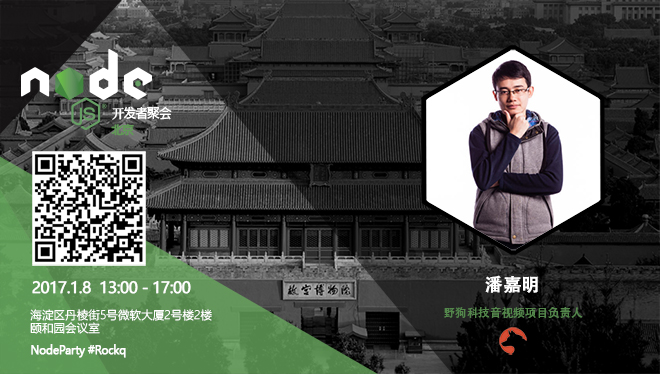 node
JS
开发者聚会
北京
2017.1.8 13:00 - 17:00
海淀区丹棱街5号微软大厦2号楼2楼
颐和园会议室
NodeParty #Rockq
故宫博物院
潘嘉明
野狗科技音视频项目负责人